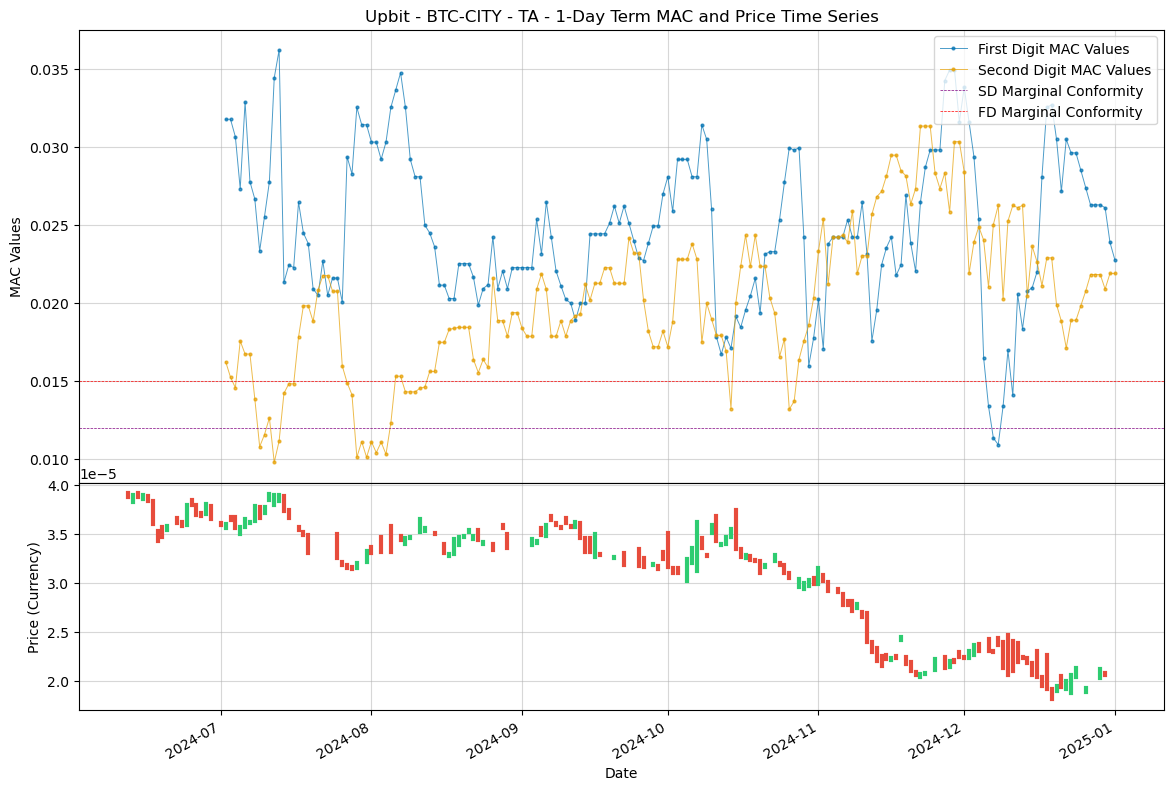 Upbit - BTC-CITY - TA - 1-Day Term MAC and Price Time Series
First Digit MAC Values
Second Digit MAC Values
SD Marginal Conformity
FD Marginal Conformity
MAC Values
0.035
0.030
0.025
0.020
0.015
0.010
1e−5
Price (Currency)
4.0
3.5
3.0
2.5
2.0
2024-07
2024-08
2024-09
2024-10
2024-11
2024-12
2025-01
Date